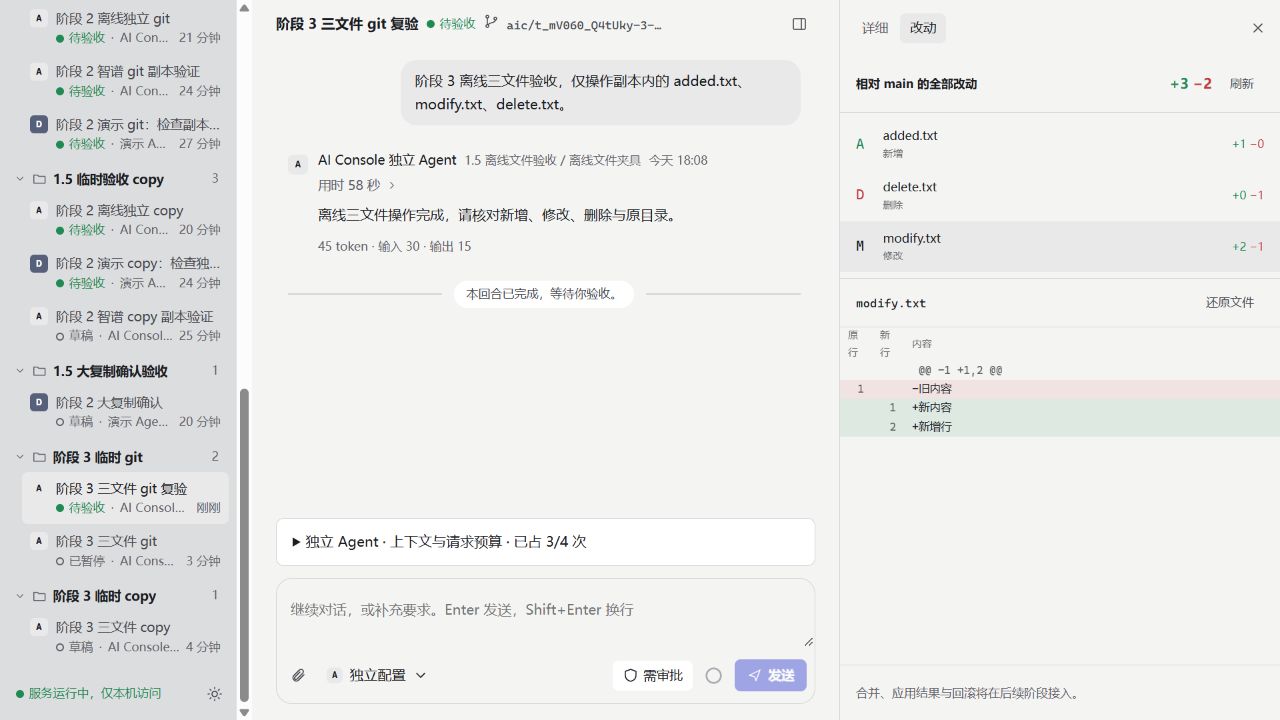 A 阶段 2 离线独立 git
待验收 · AI Con... 21 分钟
A 阶段 2 智谱 git 副本验证
待验收 · AI Con... 24 分钟
D 阶段 2 演示 git：检查副本...
待验收 · 演示 A... 27 分钟
1.5 临时验收 copy 3
A 阶段 2 离线独立 copy
待验收 · AI Con... 20 分钟
D 阶段 2 演示 copy：检查独...
待验收 · 演示 A... 24 分钟
A 阶段 2 智谱 copy 副本验证
草稿 · AI Consol... 25 分钟
1.5 大复制确认验收 1
D 阶段 2 大复制确认
草稿 · 演示 Age... 20 分钟
阶段 3 临时 git 2
A 阶段 3 三文件 git 复验
待验收 · AI Consol... 刚刚
A 阶段 3 三文件 git
已暂停 · AI Cons... 3 分钟
阶段 3 临时 copy 1
A 阶段 3 三文件 copy
草稿 · AI Console... 4 分钟
服务运行中，仅本机访问
阶段 3 三文件 git 复验 待验收 aic/t_mV060_Q4tUky-3-…
阶段 3 离线三文件验收，仅操作副本内的 added.txt、
modify.txt、delete.txt。
A AI Console 独立 Agent 1.5 离线文件验收 / 离线文件夹具 今天 18:08
用时 58 秒
离线三文件操作完成，请核对新增、修改、删除与原目录。
45 token · 输入 30 · 输出 15
本回合已完成，等待你验收。
独立 Agent · 上下文与请求预算 · 已占 3/4 次
继续对话，或补充要求。Enter 发送，Shift+Enter 换行
A 独立配置 需审批 发送
详细 改动
相对 main 的全部改动 +3 −2 刷新
A added.txt +1 −0
新增
D delete.txt +0 −1
删除
M modify.txt +2 −1
修改
modify.txt 还原文件
原行 新行 内容
@@ -1 +1,2 @@
1 −旧内容
1 +新内容
2 +新增行
合并、应用结果与回滚将在后续阶段接入。